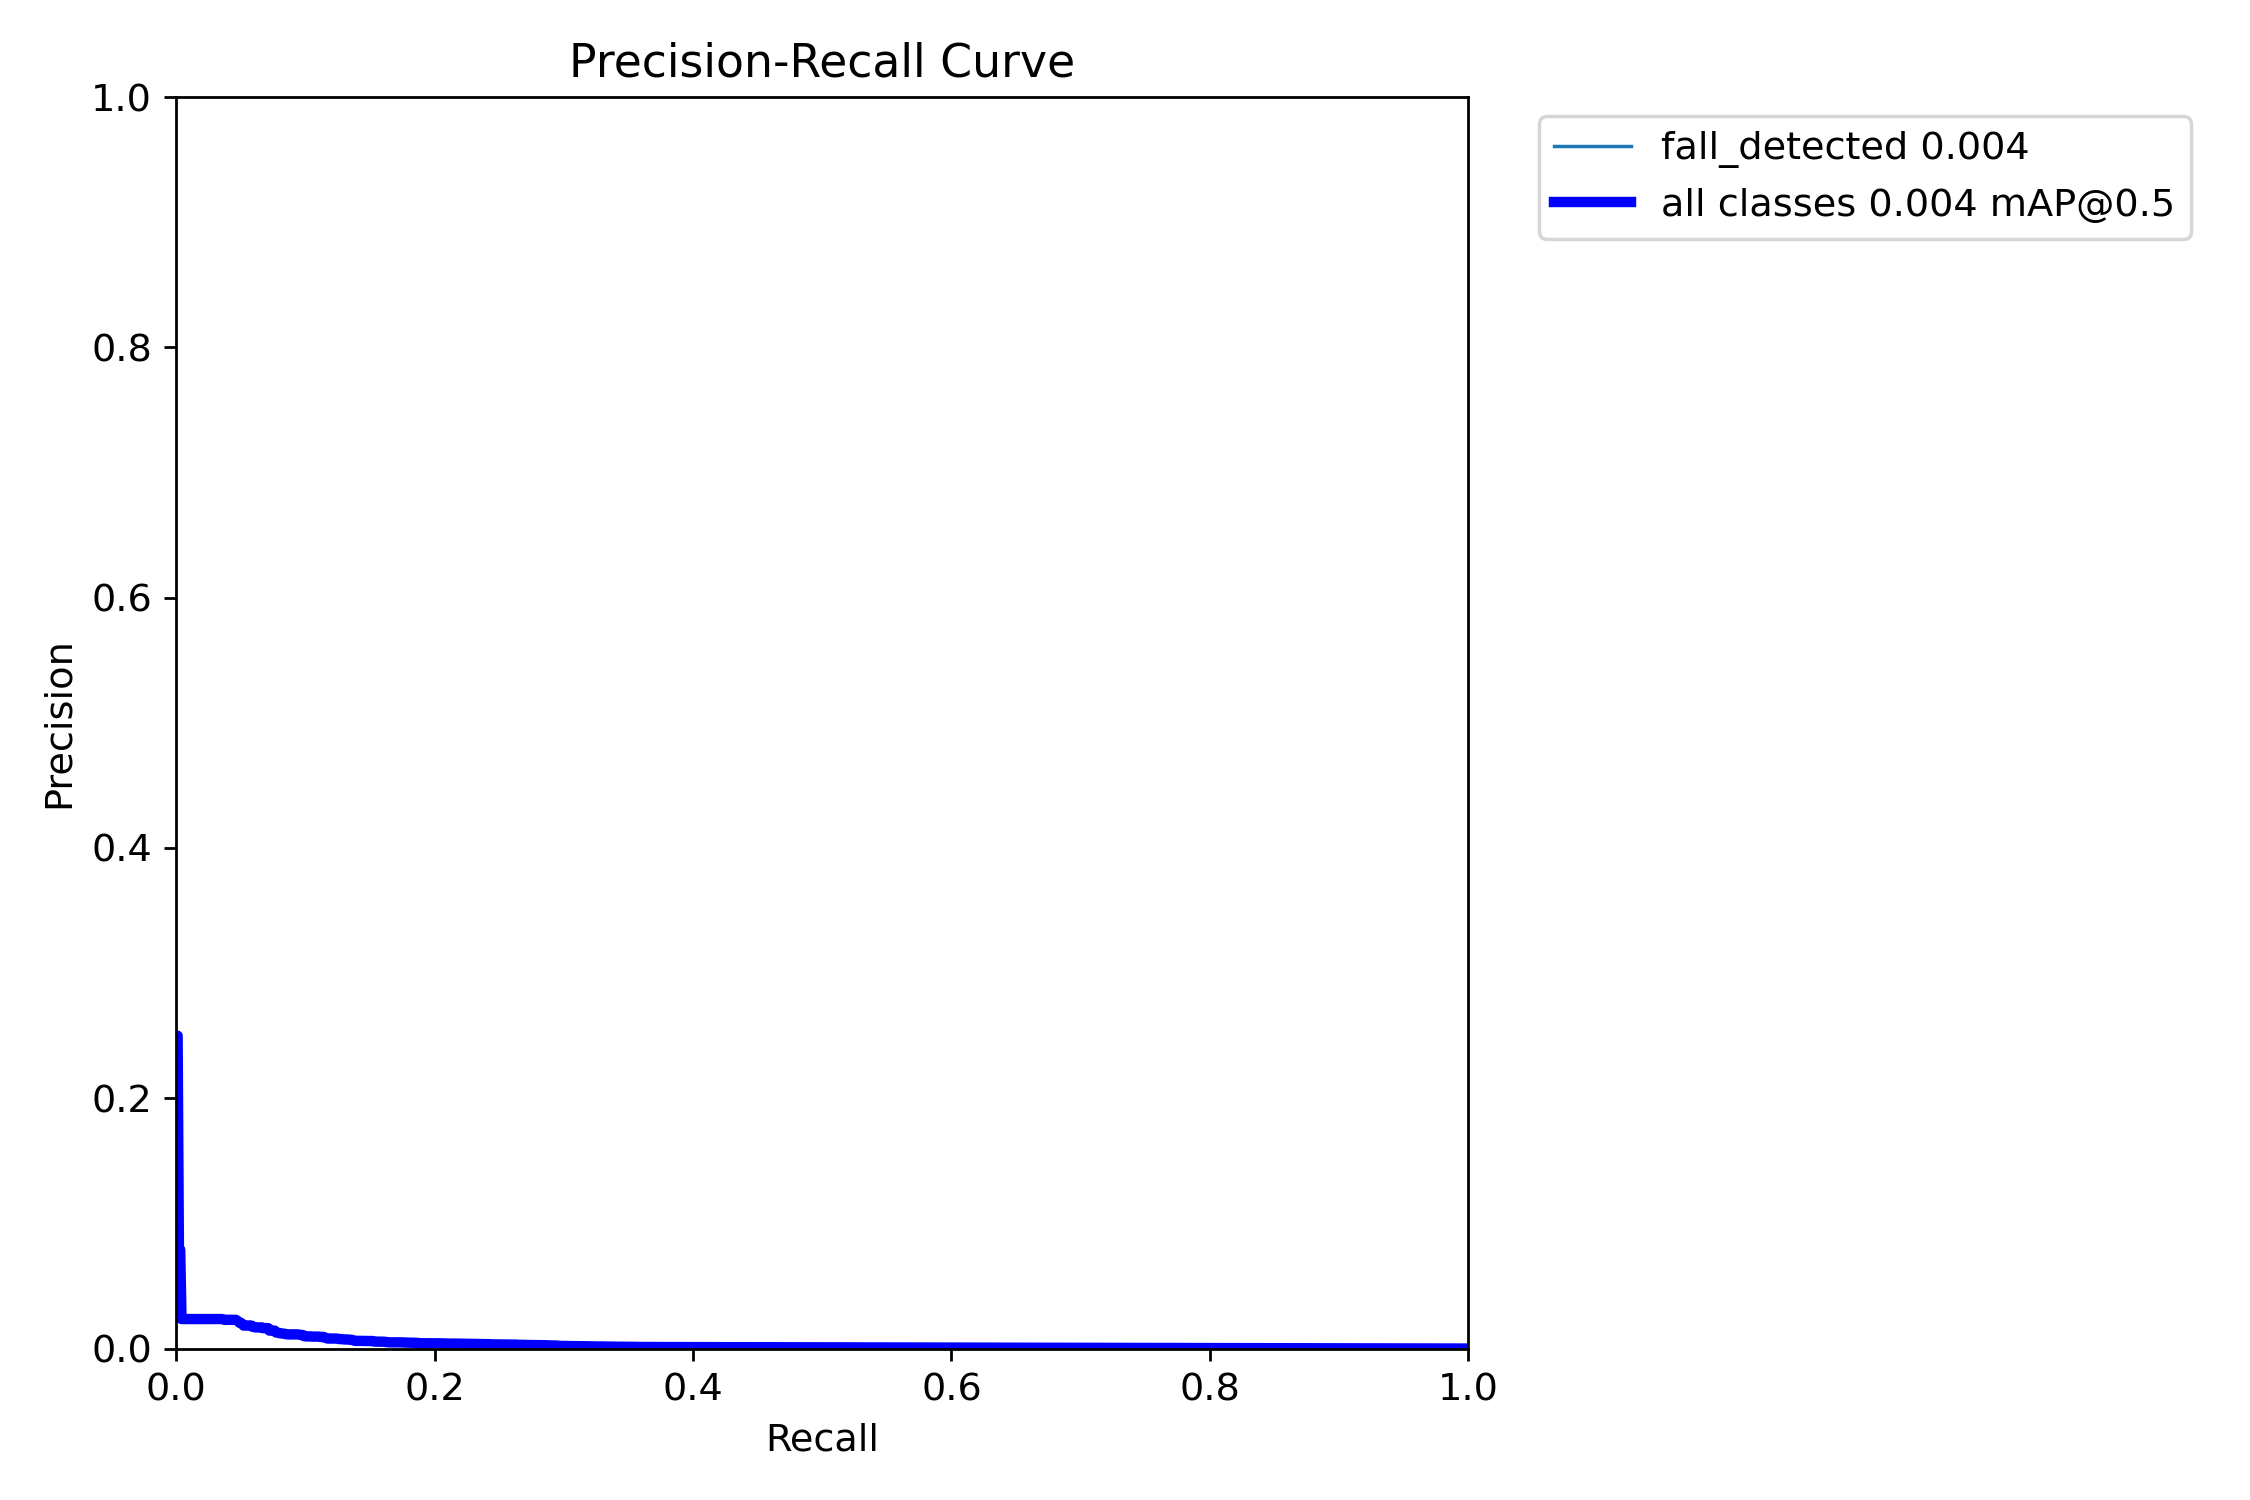 Precision-Recall Curve
fall_detected 0.004
all classes 0.004 mAP@0.5
Precision
1.0
0.8
0.6
0.4
0.2
0.0
0.0 0.2 0.4 0.6 0.8 1.0
Recall